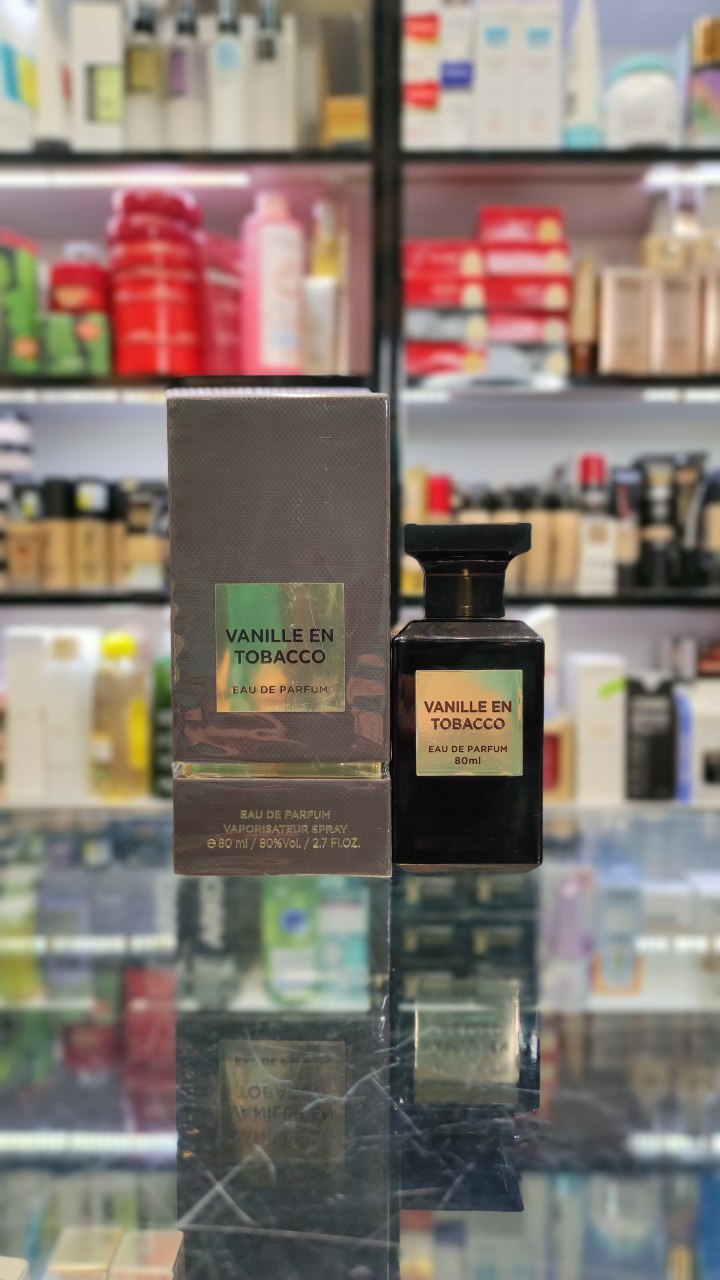 VANILLE EN
TOBACCO
EAU DE PARFUM
EAU DE PARFUM
VAPORISATEUR SPRAY
℮ 80 ml / 80%Vol. / 2.7 Fl.OZ.
VANILLE EN
TOBACCO
EAU DE PARFUM
80ml